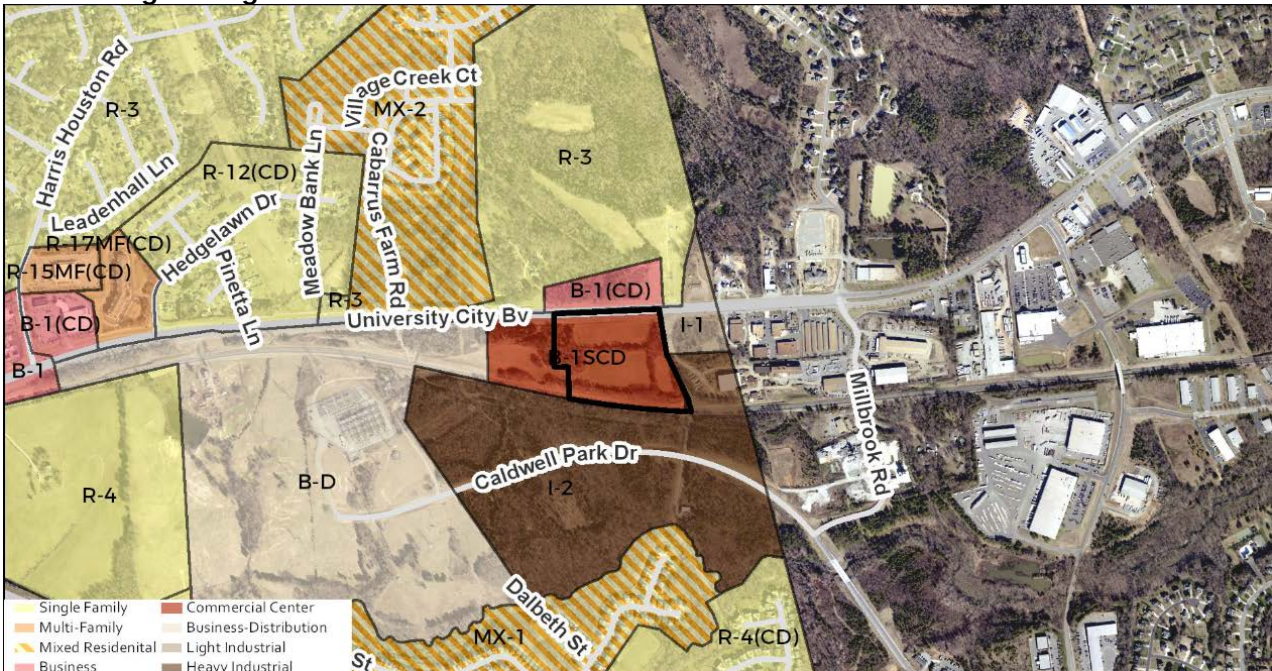 Harris Houston Rd
R-3
Leadenhall Ln
R-12(CD)
Village Creek Ct
MX-2
Meadow Bank Ln
Cabarrus Farm Rd
R-3
R-17MF(CD)
R-15MF(CD)
Hedgelawn Dr
Pinetta Ln
R-3
B-1(CD)
B-1
University City Bv
B-1(CD)
B-1SCD
I-1
Millbrook Rd
R-4
B-D
Caldwell Park Dr
I-2
Dalbeth St
MX-1
St
R-4(CD)
Single Family
Multi-Family
Mixed Residential
Business
Commercial Center
Business-Distribution
Light Industrial
Heavy Industrial